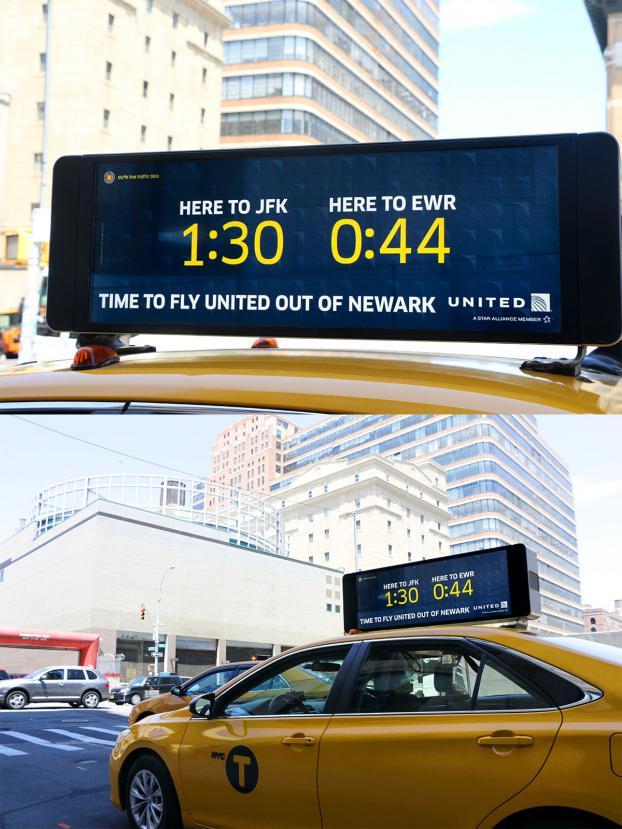 curb live traffic data
HERE TO JFK HERE TO EWR
1:30 0:44
TIME TO FLY UNITED OUT OF NEWARK UNITED
A STAR ALLIANCE MEMBER
HERE TO JFK HERE TO EWR
1:30 0:44
TIME TO FLY UNITED OUT OF NEWARK UNITED
NYC T